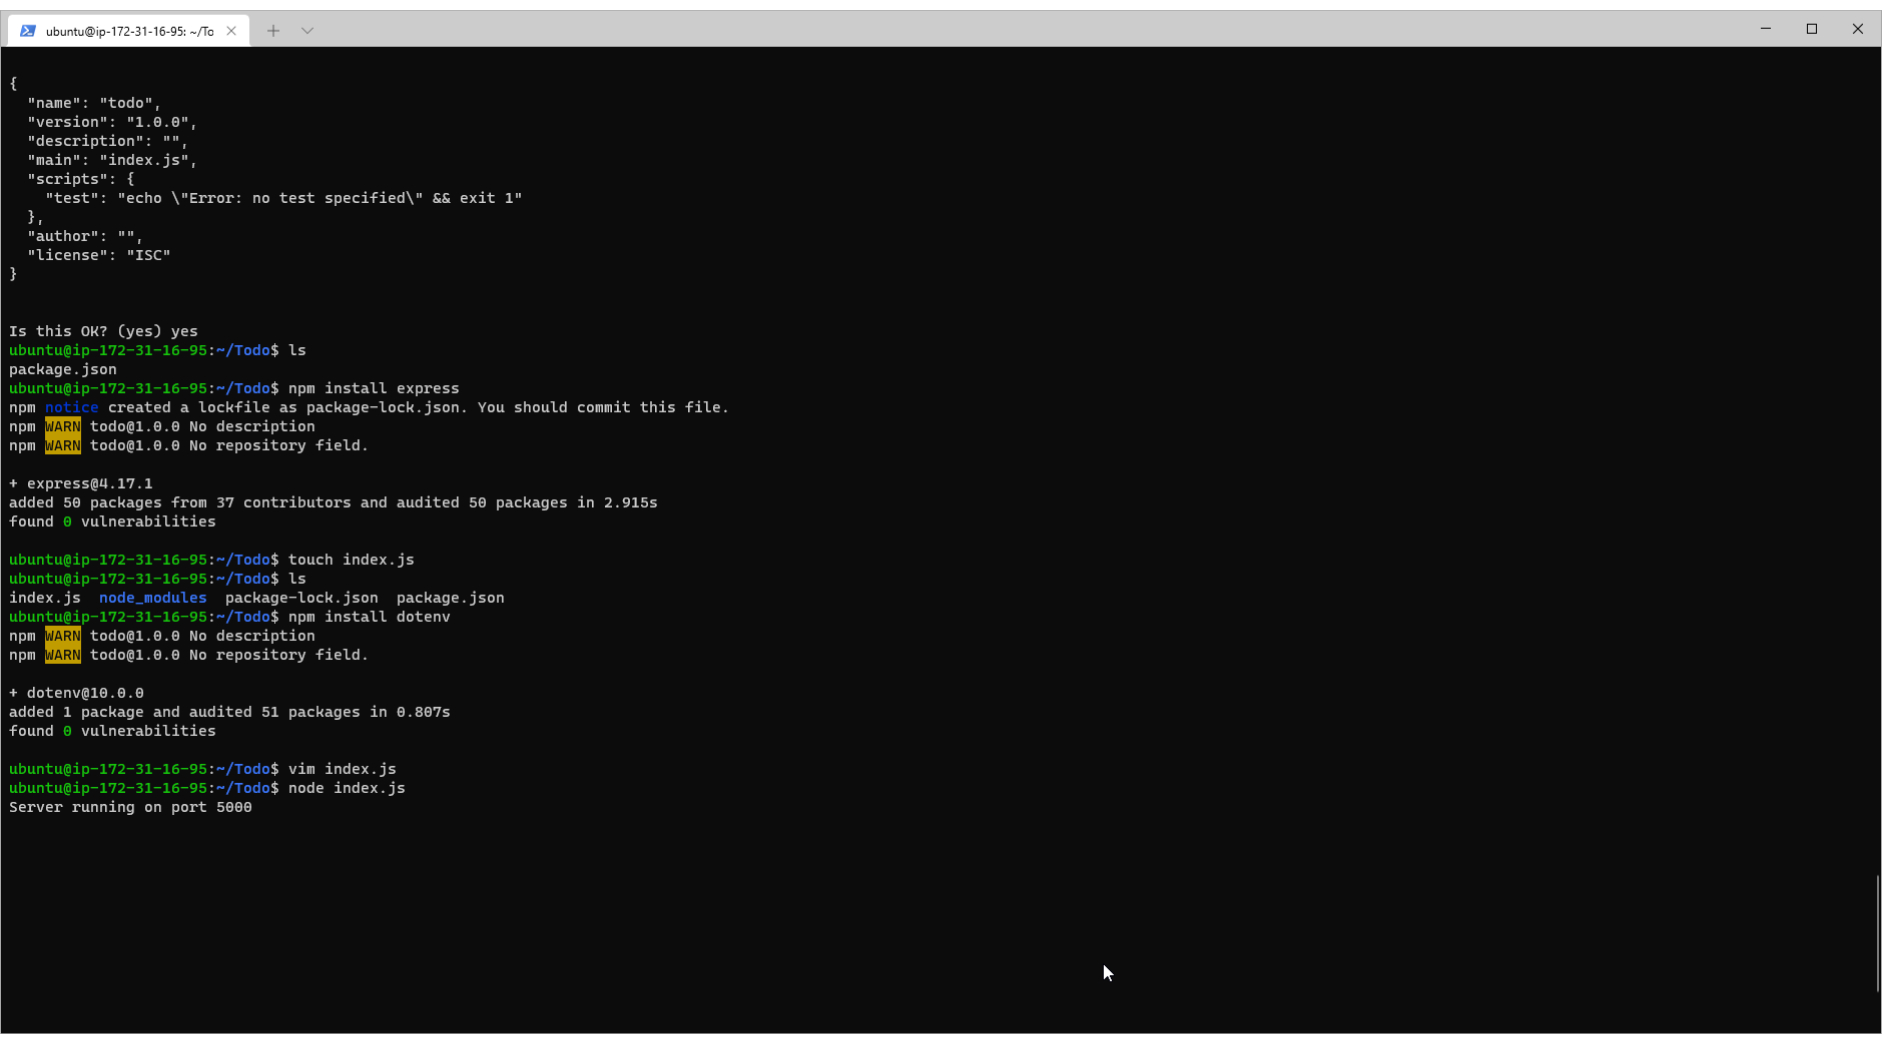 ubuntu@ip-172-31-16-95: ~/To
{
  "name": "todo",
  "version": "1.0.0",
  "description": "",
  "main": "index.js",
  "scripts": {
    "test": "echo \"Error: no test specified\" && exit 1"
  },
  "author": "",
  "license": "ISC"
}
Is this OK? (yes) yes
ubuntu@ip-172-31-16-95:~/Todo$ ls
package.json
ubuntu@ip-172-31-16-95:~/Todo$ npm install express
npm notice created a lockfile as package-lock.json. You should commit this file.
npm WARN todo@1.0.0 No description
npm WARN todo@1.0.0 No repository field.
+ express@4.17.1
added 50 packages from 37 contributors and audited 50 packages in 2.915s
found 0 vulnerabilities
ubuntu@ip-172-31-16-95:~/Todo$ touch index.js
ubuntu@ip-172-31-16-95:~/Todo$ ls
index.js  node_modules  package-lock.json  package.json
ubuntu@ip-172-31-16-95:~/Todo$ npm install dotenv
npm WARN todo@1.0.0 No description
npm WARN todo@1.0.0 No repository field.
+ dotenv@10.0.0
added 1 package and audited 51 packages in 0.807s
found 0 vulnerabilities
ubuntu@ip-172-31-16-95:~/Todo$ vim index.js
ubuntu@ip-172-31-16-95:~/Todo$ node index.js
Server running on port 5000